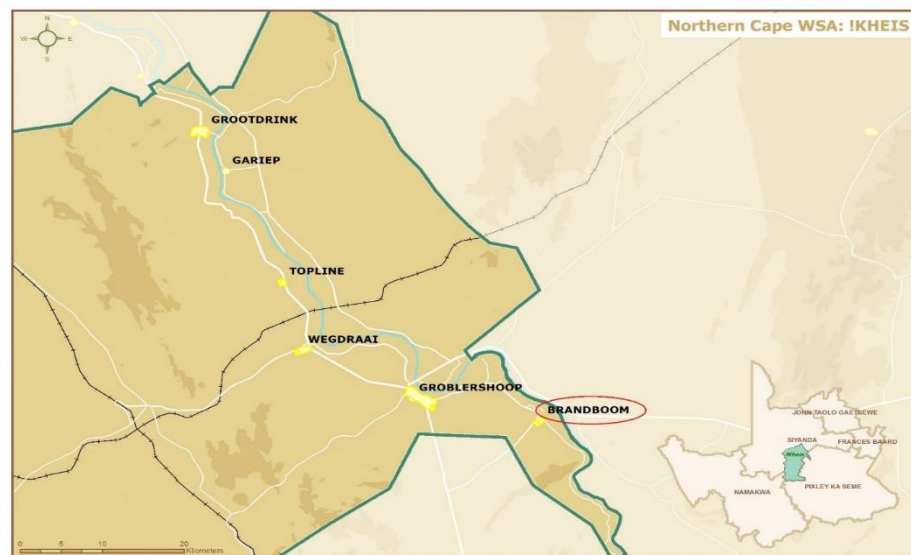 Northern Cape WSA: !KHEIS
N
W E
S
GROOTDRINK
GARIEP
TOPLINE
WEGDRAAI
GROBLERSHOOP
BRANDBOOM
JOHN TAOLO GAETSEWE
SIYANDA
FRANCES BAARD
!Kheis
NAMAKWA
PIXLEY KA SEME
0 5 10 20
Kilometers